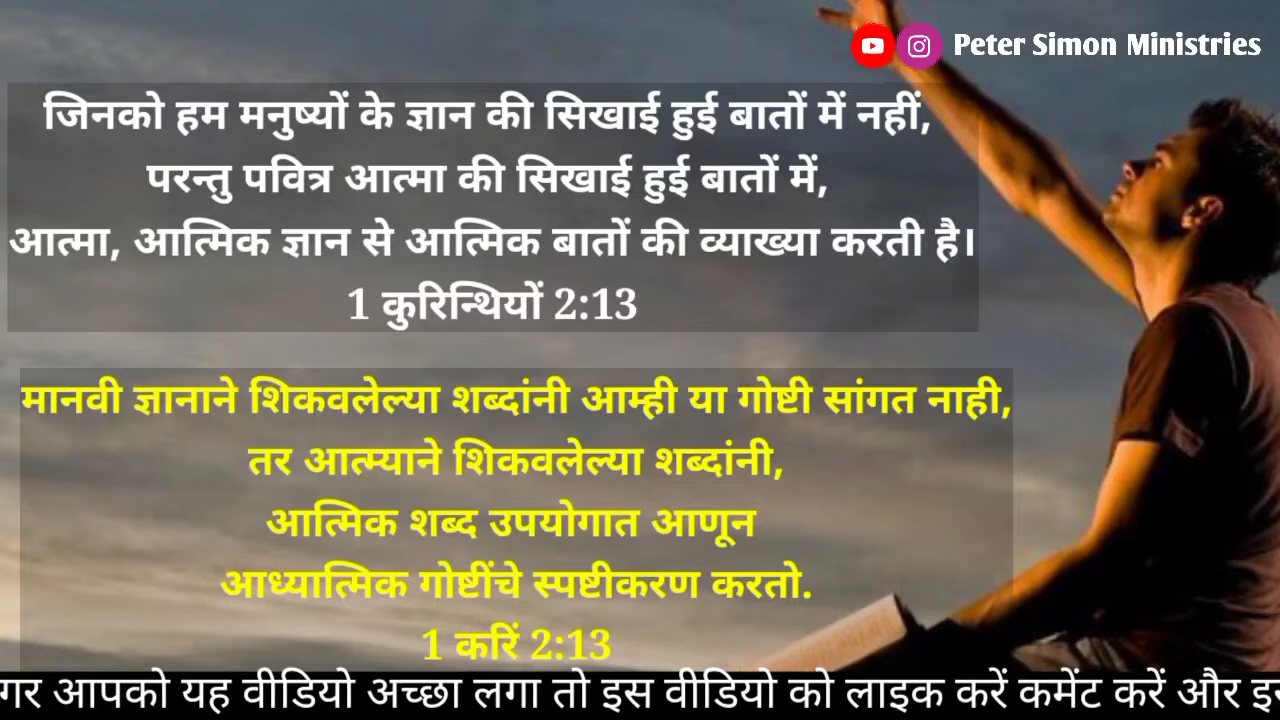 Peter Simon Ministries
जिनको हम मनुष्यों के ज्ञान की सिखाई हुई बातों में नहीं,
परन्तु पवित्र आत्मा की सिखाई हुई बातों में,
आत्मा, आत्मिक ज्ञान से आत्मिक बातों की व्याख्या करती है।
1 कुरिन्थियों 2:13
मानवी ज्ञानाने शिकवलेल्या शब्दांनी आम्ही या गोष्टी सांगत नाही,
तर आत्म्याने शिकवलेल्या शब्दांनी,
आत्मिक शब्द उपयोगात आणून
आध्यात्मिक गोष्टींचे स्पष्टीकरण करतो.
1 करिं 2:13
गर आपको यह वीडियो अच्छा लगा तो इस वीडियो को लाइक करें कमेंट करें और